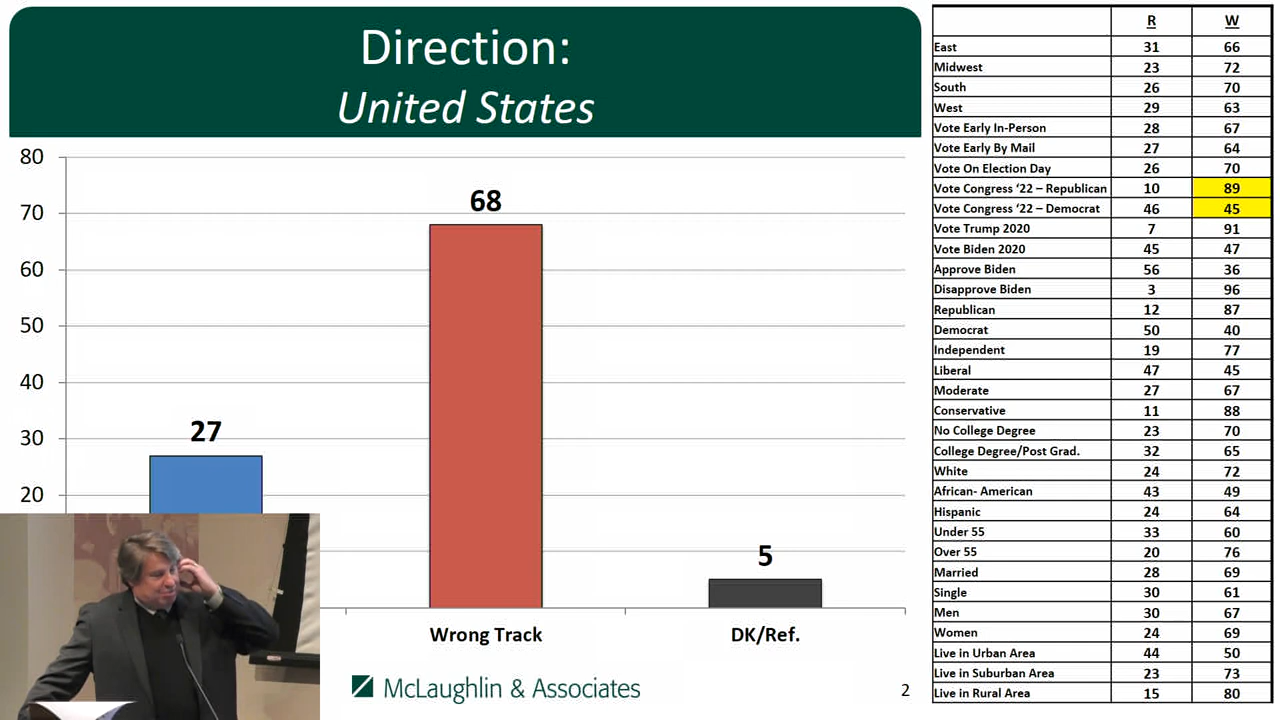 Direction:
United States
80
70
60
50
40
30
20
27
68
5
Wrong Track
DK/Ref.
McLaughlin & Associates
2
R W
East 31 66
Midwest 23 72
South 26 70
West 29 63
Vote Early In-Person 28 67
Vote Early By Mail 27 64
Vote On Election Day 26 70
Vote Congress ‘22 – Republican 10 89
Vote Congress ‘22 – Democrat 46 45
Vote Trump 2020 7 91
Vote Biden 2020 45 47
Approve Biden 56 36
Disapprove Biden 3 96
Republican 12 87
Democrat 50 40
Independent 19 77
Liberal 47 45
Moderate 27 67
Conservative 11 88
No College Degree 23 70
College Degree/Post Grad. 32 65
White 24 72
African- American 43 49
Hispanic 24 64
Under 55 33 60
Over 55 20 76
Married 28 69
Single 30 61
Men 30 67
Women 24 69
Live in Urban Area 44 50
Live in Suburban Area 23 73
Live in Rural Area 15 80